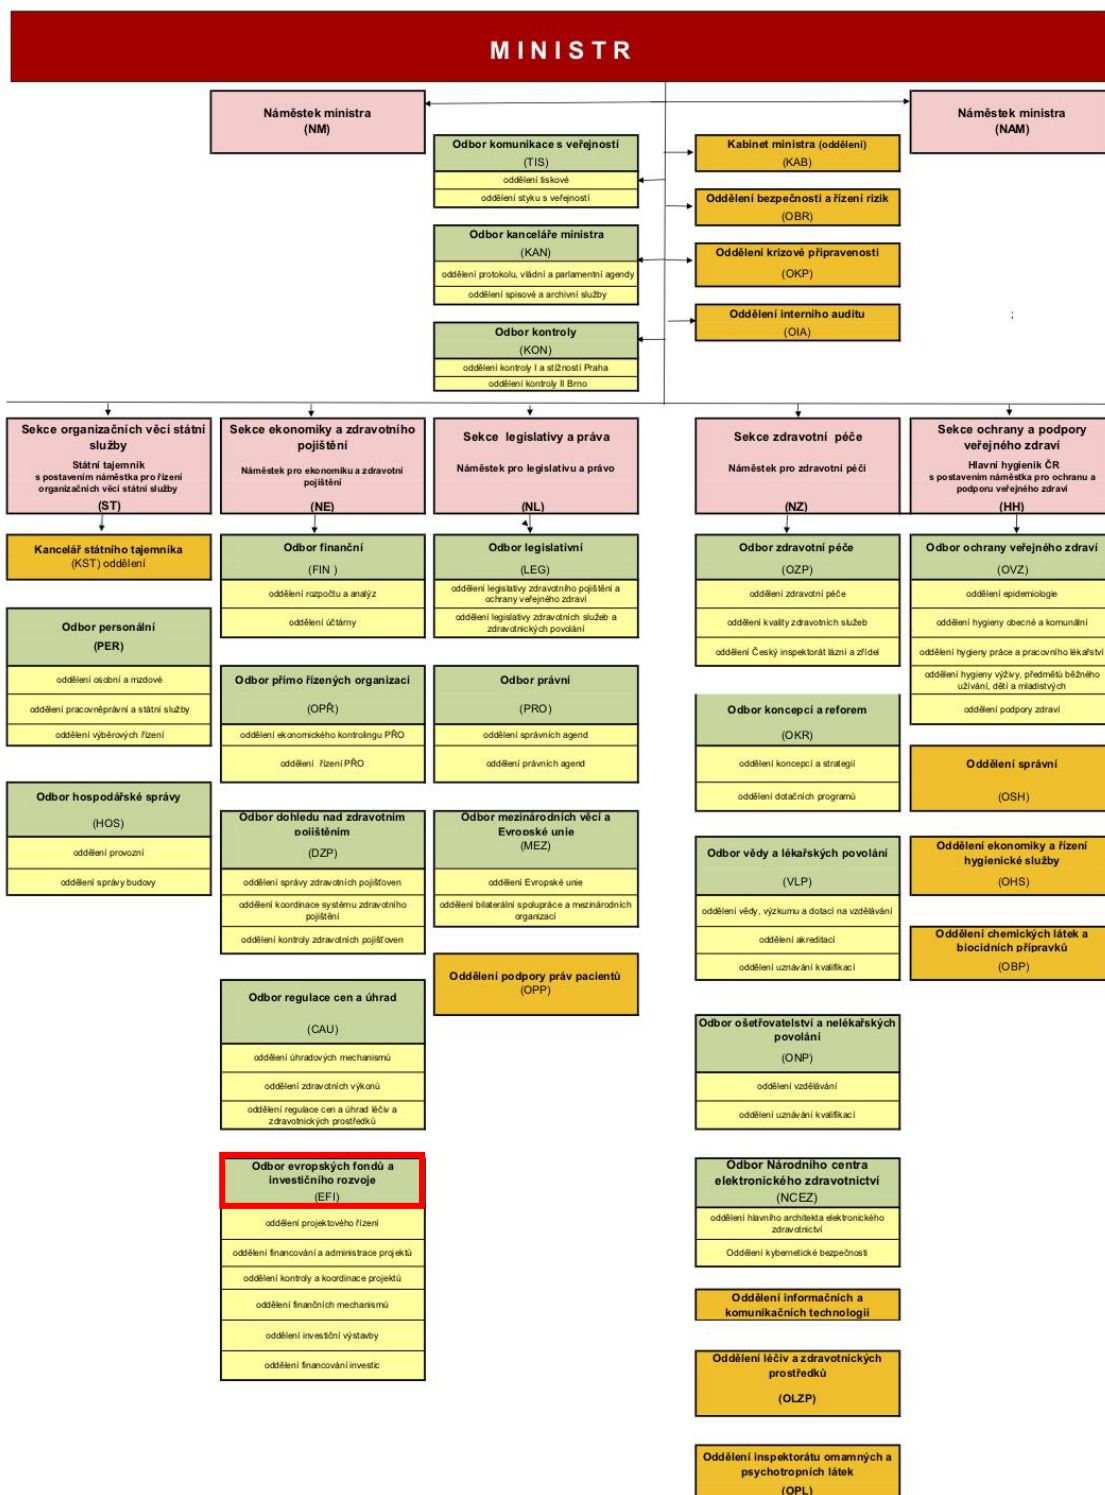 MINISTR
Náměstek ministra
(NM)
Náměstek ministra
(NAM)
Odbor komunikace s veřejností
(TIS)
oddělení tiskové
oddělení styku s veřejností
Kabinet ministra (oddělení)
(KAB)
Oddělení bezpečnosti a řízení rizik
(OBR)
Odbor kanceláře ministra
(KAN)
oddělení protokolu, vládní a parlamentní agendy
oddělení spisové a archivní služby
Oddělení krizové připravenosti
(OKP)
Oddělení interního auditu
(OIA)
Odbor kontroly
(KON)
oddělení kontroly I a stížností Praha
oddělení kontroly II Brno
Sekce organizačních věcí státní
služby
Státní tajemník
s postavením náměstka pro řízení
organizačních věcí státní služby
(ST)
Kancelář státního tajemníka
(KST) oddělení
Odbor personální
(PER)
oddělení osobní a mzdové
oddělení pracovněprávní a státní služby
oddělení výběrových řízení
Odbor hospodářské správy
(HOS)
oddělení provozní
oddělení správy budovy
Sekce ekonomiky a zdravotního
pojištění
Náměstek pro ekonomiku a zdravotní
pojištění
(NE)
Odbor finanční
(FIN )
oddělení rozpočtu a analýz
oddělení účtárny
Odbor přímo řízených organizací
(OPŘ)
oddělení ekonomického kontrolingu PŘO
oddělení řízení PŘO
Odbor dohledu nad zdravotním
pojištěním
(DZP)
oddělení správy zdravotních pojišťoven
oddělení koordinace systému zdravotního
pojištění
oddělení kontroly zdravotních pojišťoven
Odbor regulace cen a úhrad
(CAU)
oddělení úhradových mechanismů
oddělení zdravotních výkonů
oddělení regulace cen a úhrad léčiv a
zdravotnických prostředků
Odbor evropských fondů a
investičního rozvoje
(EFI)
oddělení projektového řízení
oddělení financování a administrace projektů
oddělení kontroly a koordinace projektů
oddělení finančních mechanismů
oddělení investiční výstavby
oddělení financování investic
Sekce legislativy a práva
Náměstek pro legislativu a právo
(NL)
Odbor legislativní
(LEG)
oddělení legislativy zdravotního pojištění a
ochrany veřejného zdraví
oddělení legislativy zdravotních služeb a
zdravotnických povolání
Odbor právní
(PRO)
oddělení správních agend
oddělení právních agend
Odbor mezinárodních věcí a
Evropské unie
(MEZ)
oddělení Evropské unie
oddělení bilaterální spolupráce a mezinárodních
organizací
Oddělení podpory práv pacientů
(OPP)
Sekce zdravotní péče
Náměstek pro zdravotní péči
(NZ)
Odbor zdravotní péče
(OZP)
oddělení zdravotní péče
oddělení kvality zdravotních služeb
oddělení Český inspektorát lázní a zřídel
Odbor koncepcí a reforem
(OKR)
oddělení koncepcí a strategií
oddělení dotačních programů
Odbor vědy a lékařských povolání
(VLP)
oddělení vědy, výzkumu a dotací na vzdělávání
oddělení akreditací
oddělení uznávání kvalifikací
Odbor ošetřovatelství a nelékařských
povolání
(ONP)
oddělení vzdělávání
oddělení uznávání kvalifikací
Odbor Národního centra
elektronického zdravotnictví
(NCEZ)
oddělení hlavního architekta elektronického
zdravotnictví
Oddělení kybernetické bezpečnosti
Oddělení informačních a
komunikačních technologií
Oddělení léčiv a zdravotnických
prostředků
(OLZP)
Oddělení inspektorátu omamných a
psychotropních látek
(OPL)
Sekce ochrany a podpory
veřejného zdraví
Hlavní hygienik ČR
s postavením náměstka pro ochranu a
podporu veřejného zdraví
(HH)
Odbor ochrany veřejného zdraví
(OVZ)
oddělení epidemiologie
oddělení hygieny obecné a komunální
oddělení hygieny práce a pracovního lékařství
oddělení hygieny výživy, předmětů běžného
užívání, dětí a mladistvých
oddělení podpory zdraví
Oddělení správní
(OSH)
Oddělení ekonomiky a řízení
hygienické služby
(OHS)
Oddělení chemických látek a
biocidních přípravků
(OBP)